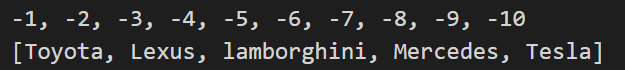 -1, -2, -3, -4, -5, -6, -7, -8, -9, -10
[Toyota, Lexus, lamborghini, Mercedes, Tesla]